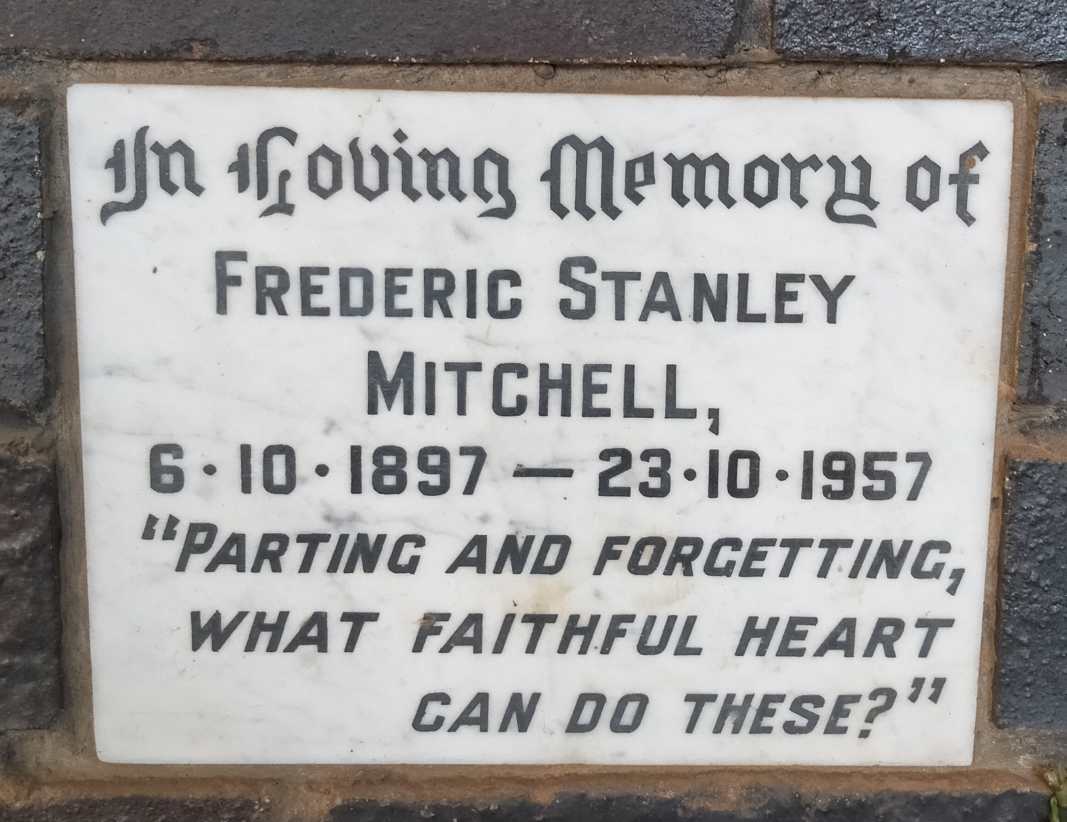 In Loving Memory of
FREDERIC STANLEY
MITCHELL,
6·10·1897 — 23·10·1957
“PARTING AND FORGETTING,
WHAT FAITHFUL HEART
CAN DO THESE?”